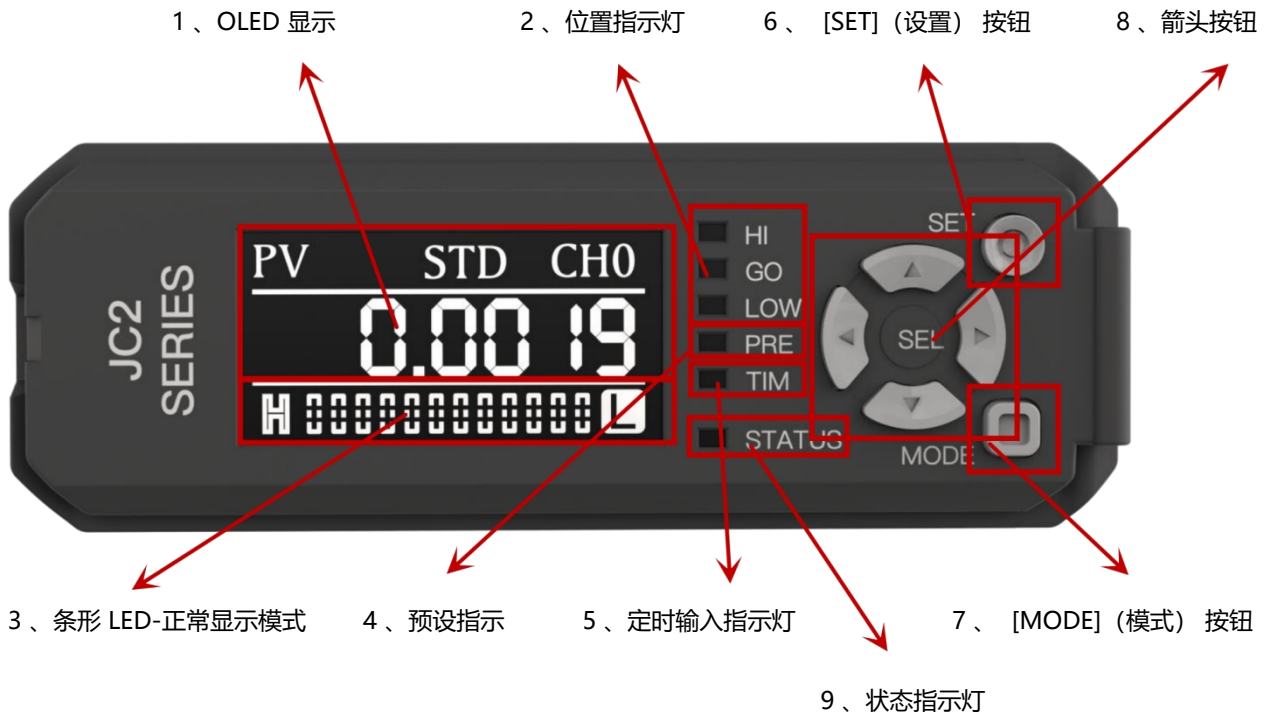 1 、OLED 显示
2 、位置指示灯
6 、 [SET]（设置） 按钮
8 、箭头按钮
JC2
SERIES
PV STD CH0
0.0019
H 000000000000 L
HI
GO
LOW
PRE
TIM
STATUS
SET
SEL
MODE
3 、条形 LED-正常显示模式
4 、预设指示
5 、定时输入指示灯
7 、 [MODE]（模式） 按钮
9 、状态指示灯